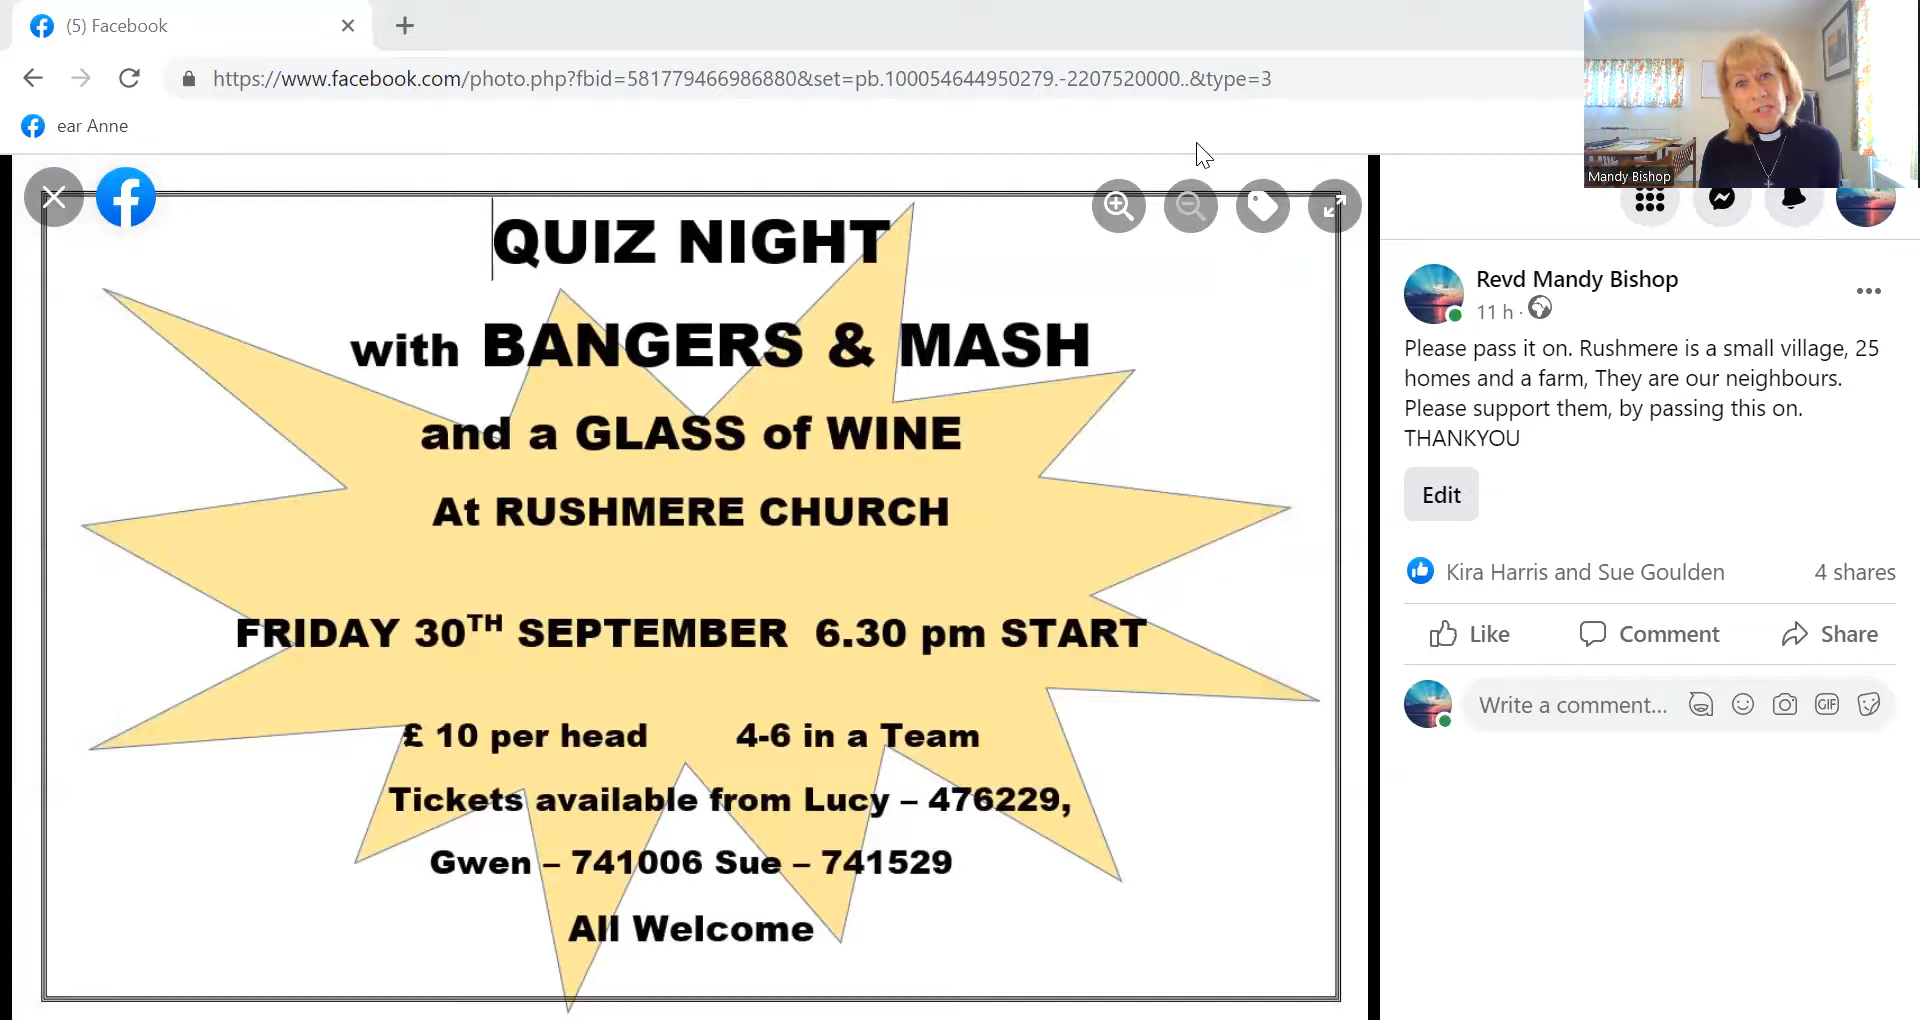 (5) Facebook
https://www.facebook.com/photo.php?fbid=581779466986880&set=pb.100054644950279.-2207520000..&type=3
ear Anne
Mandy Bishop
QUIZ NIGHT
with BANGERS & MASH
and a GLASS of WINE
At RUSHMERE CHURCH
FRIDAY 30TH SEPTEMBER 6.30 pm START
£ 10 per head 4-6 in a Team
Tickets available from Lucy – 476229,
Gwen – 741006 Sue – 741529
All Welcome
Revd Mandy Bishop
11 h ·
Please pass it on. Rushmere is a small village, 25
homes and a farm, They are our neighbours.
Please support them, by passing this on.
THANKYOU
Edit
Kira Harris and Sue Goulden 4 shares
Like Comment Share
Write a comment... GIF